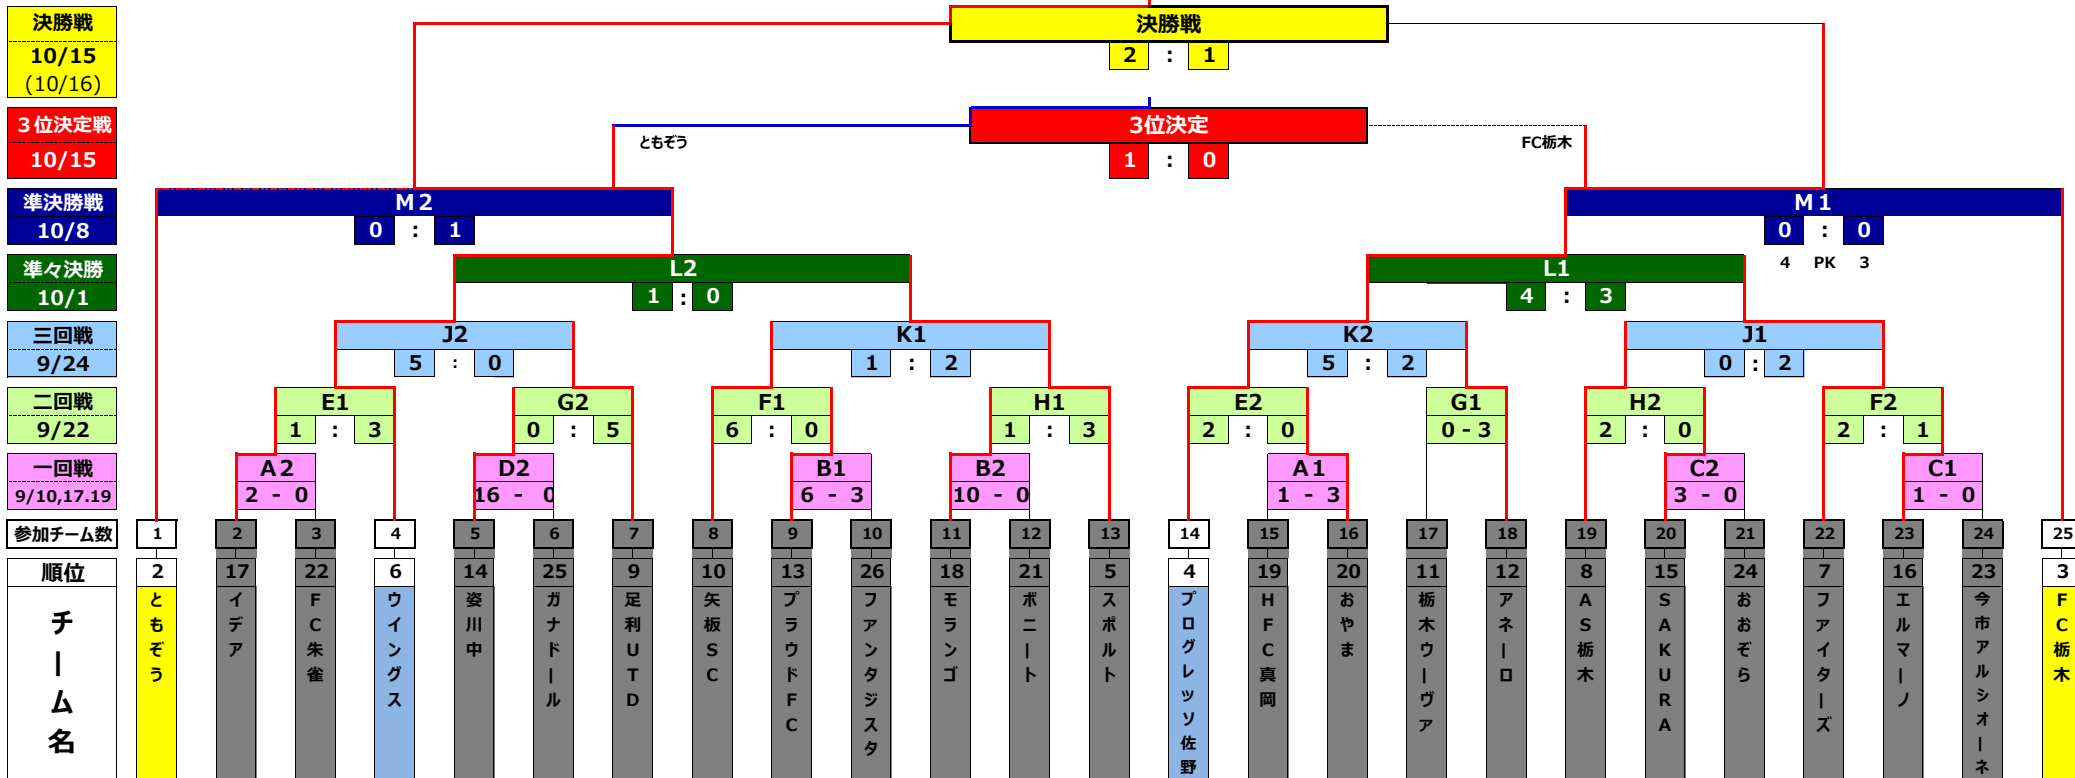 決勝戦 決勝戦
10/15 2 : 1
(10/16)
3位決定戦 3位決定
ともぞう FC栃木
10/15 1 : 0
準決勝戦 M2 M1
10/8 0 : 1 0 : 0
4 PK 3
準々決勝 L2 L1
10/1 1 : 0 4 : 3
三回戦 J2 K1 K2 J1
9/24 5 : 0 1 : 2 5 : 2 0 : 2
二回戦 E1 G2 F1 H1 E2 G1 H2 F2
9/22 1 : 3 0 : 5 6 : 0 1 : 3 2 : 0 0 - 3 2 : 0 2 : 1
一回戦 A2 D2 B1 B2 A1 C2 C1
9/10,17.19 2 - 0 16 - 0 6 - 3 10 - 0 1 - 3 3 - 0 1 - 0
参加チーム数 1 2 3 4 5 6 7 8 9 10 11 12 13 14 15 16 17 18 19 20 21 22 23 24 25
順位 2 17 22 6 14 25 9 10 13 26 18 21 5 4 19 20 11 12 8 15 24 7 16 23 3
チーム名
ともぞう
イデア
FC朱雀
ウイングス
姿川中
ガナドール
足利UTD
矢板SC
プラウドFC
ファンタジスタ
モランゴ
ボニート
スポルト
プログレッソ佐野
HFC真岡
おやま
栃木ウーヴァ
アネーロ
AS栃木
SAKURA
おおぞら
ファイターズ
エルマーノ
今市アルシオーネ
FC栃木